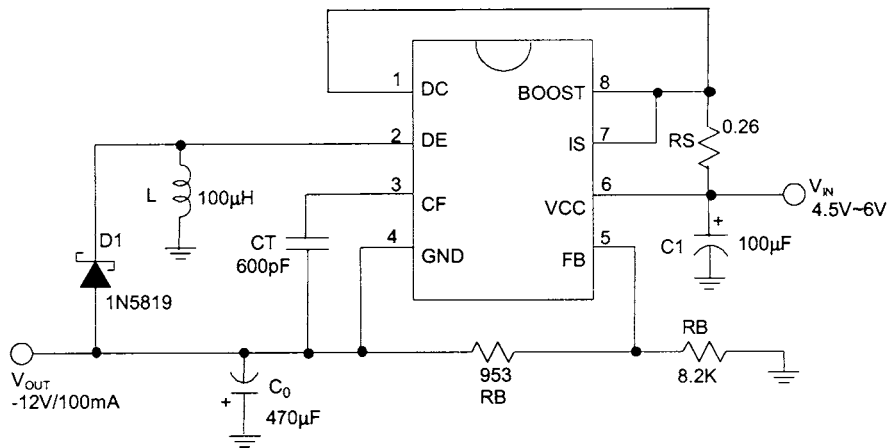 1
DC
BOOST
8
2
DE
IS
7
RS
0.26
3
CF
VCC
6
V_IN
4.5V~6V
L
100μH
4
GND
FB
5
C1
+
100μF
D1
1N5819
CT
600pF
V_OUT
-12V/100mA
+
C_0
470μF
953
RB
RB
8.2K